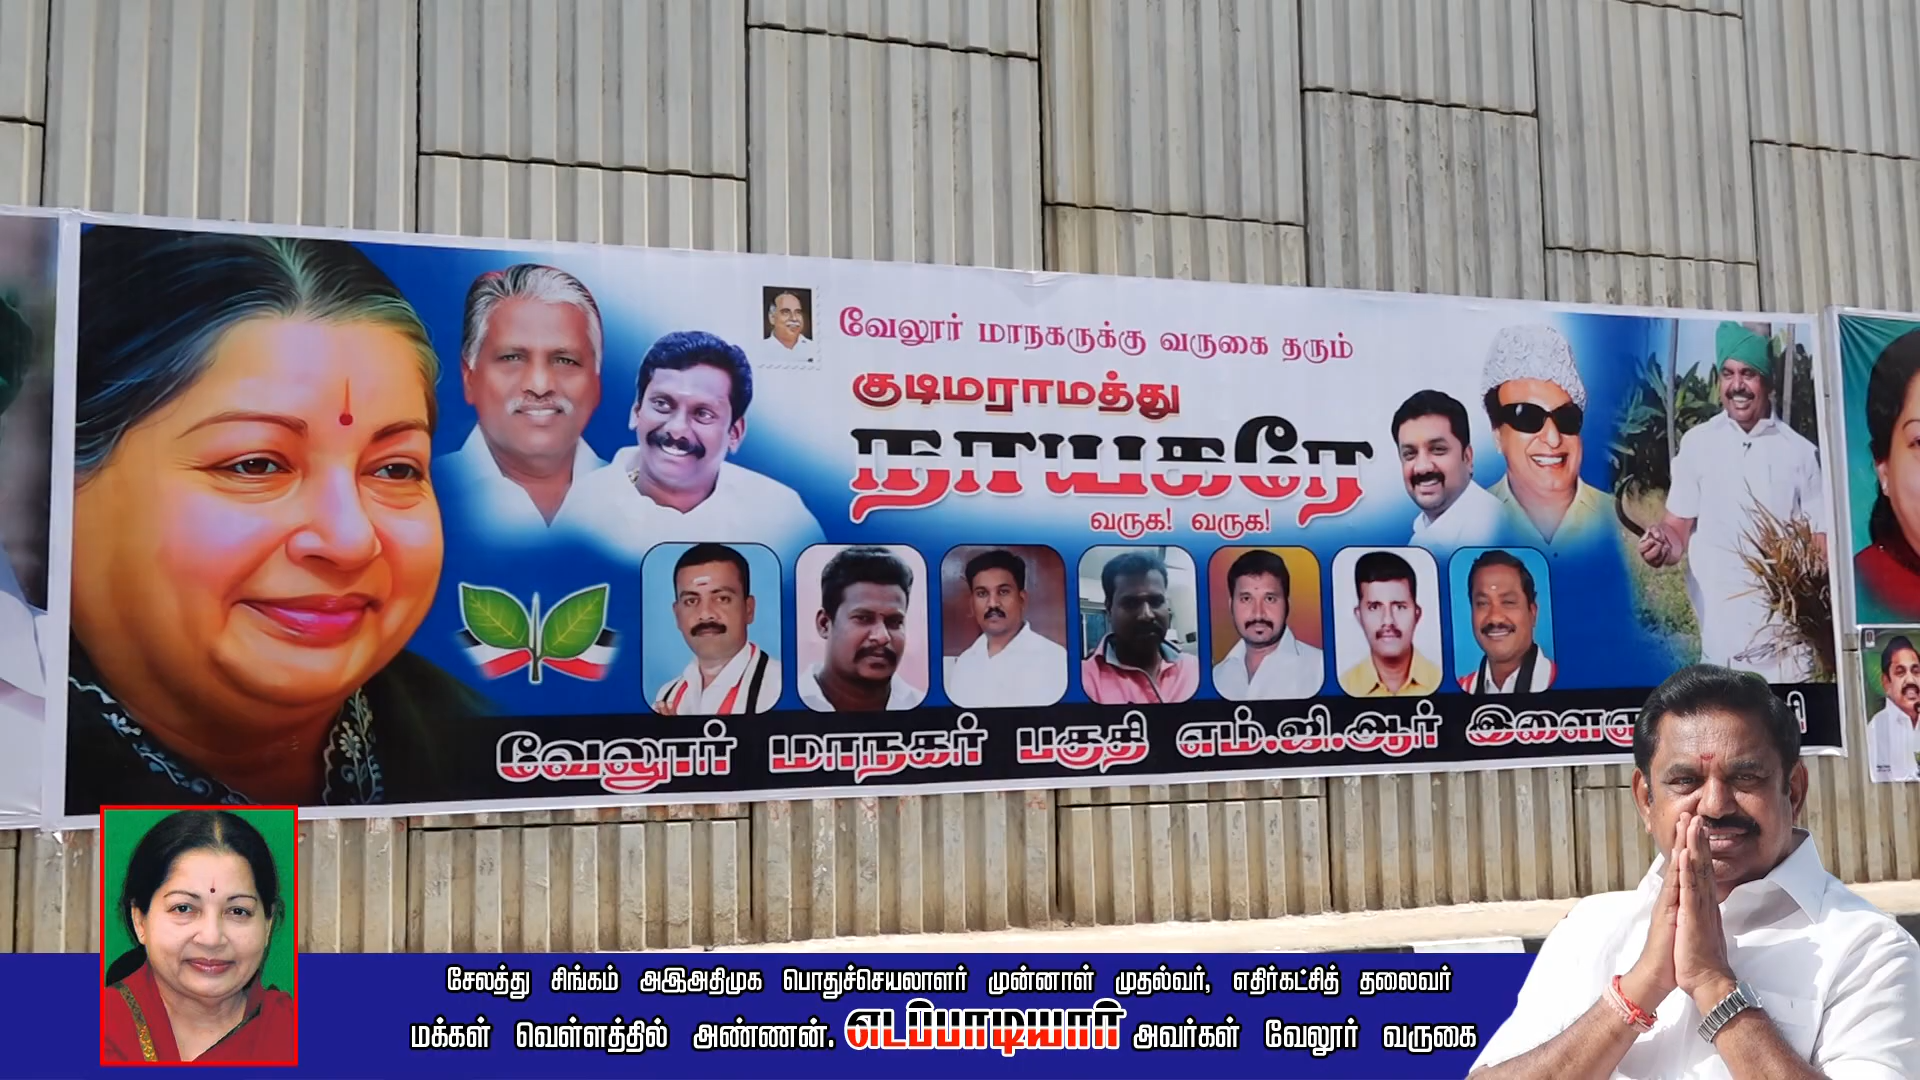 வேலூர் மாநகருக்கு வருகை தரும்
குடிமராமத்து
நாயகரே
வருக! வருக!
வேலூர் மாநகர் பகுதி எம்.ஜி.ஆர்
சேலத்து சிங்கம் அஇஅதிமுக பொதுச்செயலாளர் முன்னாள் முதல்வர், எதிர்கட்சித் தலைவர்
மக்கள் வெள்ளத்தில் அண்ணன். எடப்பாடியார் அவர்கள் வேலூர் வருகை